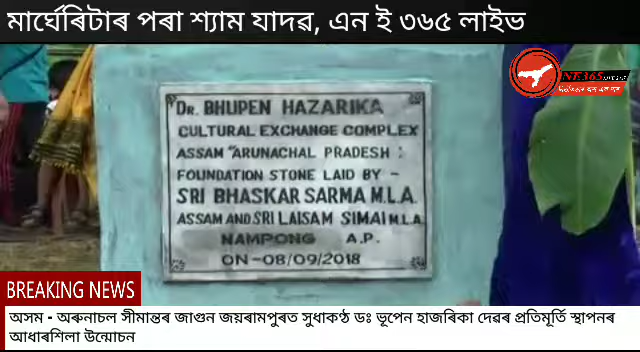 মাৰ্ঘেৰিটাৰ পৰা শ্যাম যাদৱ, এন ই ৩৬৫ লাইভ
NE365
DR. BHUPEN HAZARIKA
CULTURAL EXCHANGE COMPLEX
ASSAM "ARUNACHAL PRADESH :
FOUNDATION STONE LAID BY -
SRI BHASKAR SARMA M.L.A.
ASSAM AND SRI LAISAM SIMAI M.L.A.
NAMPONG A.P.
ON-08/09/2018
BREAKING NEWS
অসম - অৰুনাচল সীমান্তৰ জাগুন জয়ৰামপুৰত সুধাকণ্ঠ ডঃ ভূপেন হাজৰিকা দেৱৰ প্ৰতিমূৰ্তি স্থাপনৰ
আধাৰশিলা উন্মোচন